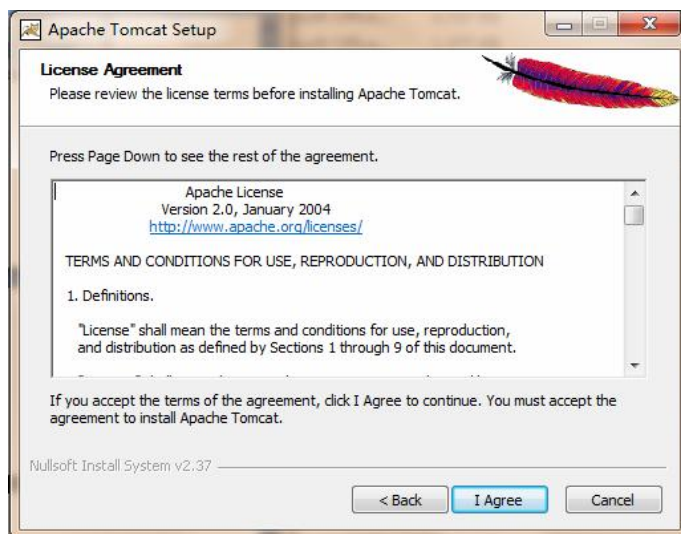 Apache Tomcat Setup
License Agreement
Please review the license terms before installing Apache Tomcat.
Press Page Down to see the rest of the agreement.
Apache License
Version 2.0, January 2004
http://www.apache.org/licenses/
TERMS AND CONDITIONS FOR USE, REPRODUCTION, AND DISTRIBUTION
1. Definitions.
"License" shall mean the terms and conditions for use, reproduction,
and distribution as defined by Sections 1 through 9 of this document.
If you accept the terms of the agreement, click I Agree to continue. You must accept the
agreement to install Apache Tomcat.
Nullsoft Install System v2.37
< Back I Agree Cancel